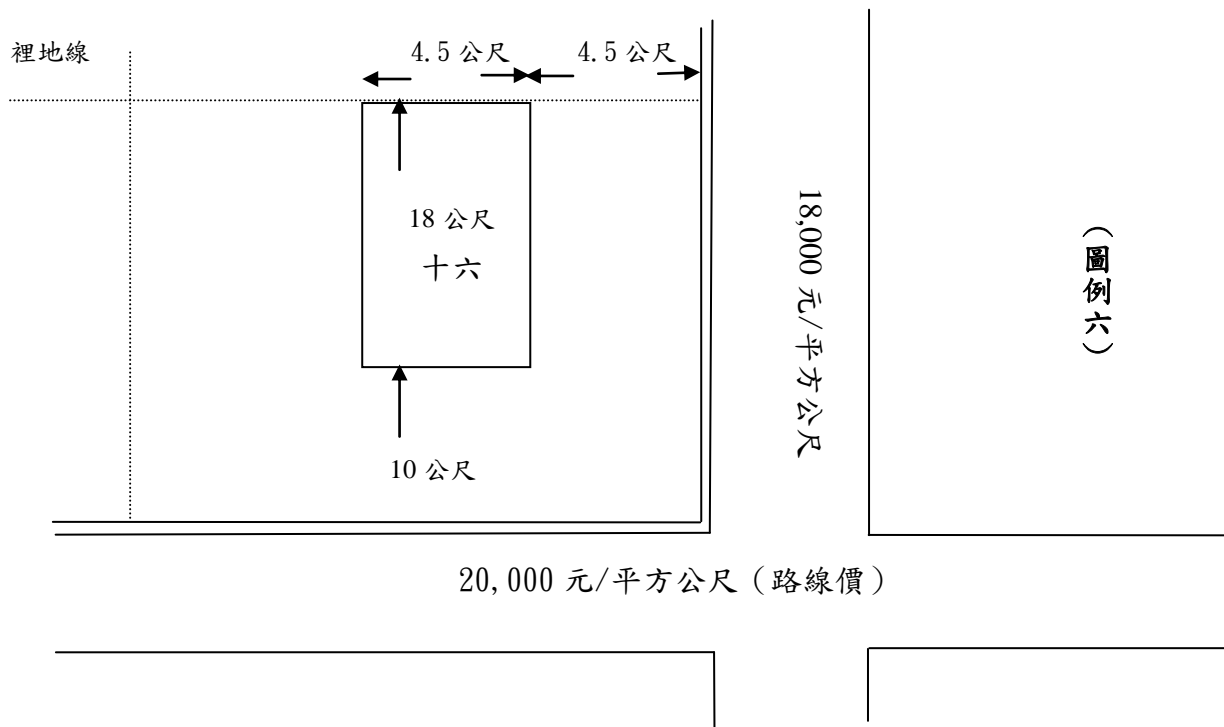 裡地線
4.5 公尺
4.5 公尺
18 公尺
十六
10 公尺
18,000 元/平方公尺
(圖例六)
20,000 元/平方公尺（路線價）